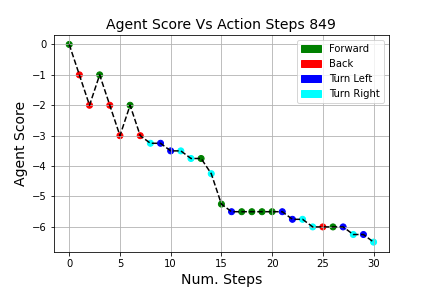 Agent Score Vs Action Steps 849
Forward
Back
Turn Left
Turn Right
Agent Score
0
−1
−2
−3
−4
−5
−6
0 5 10 15 20 25 30
Num. Steps